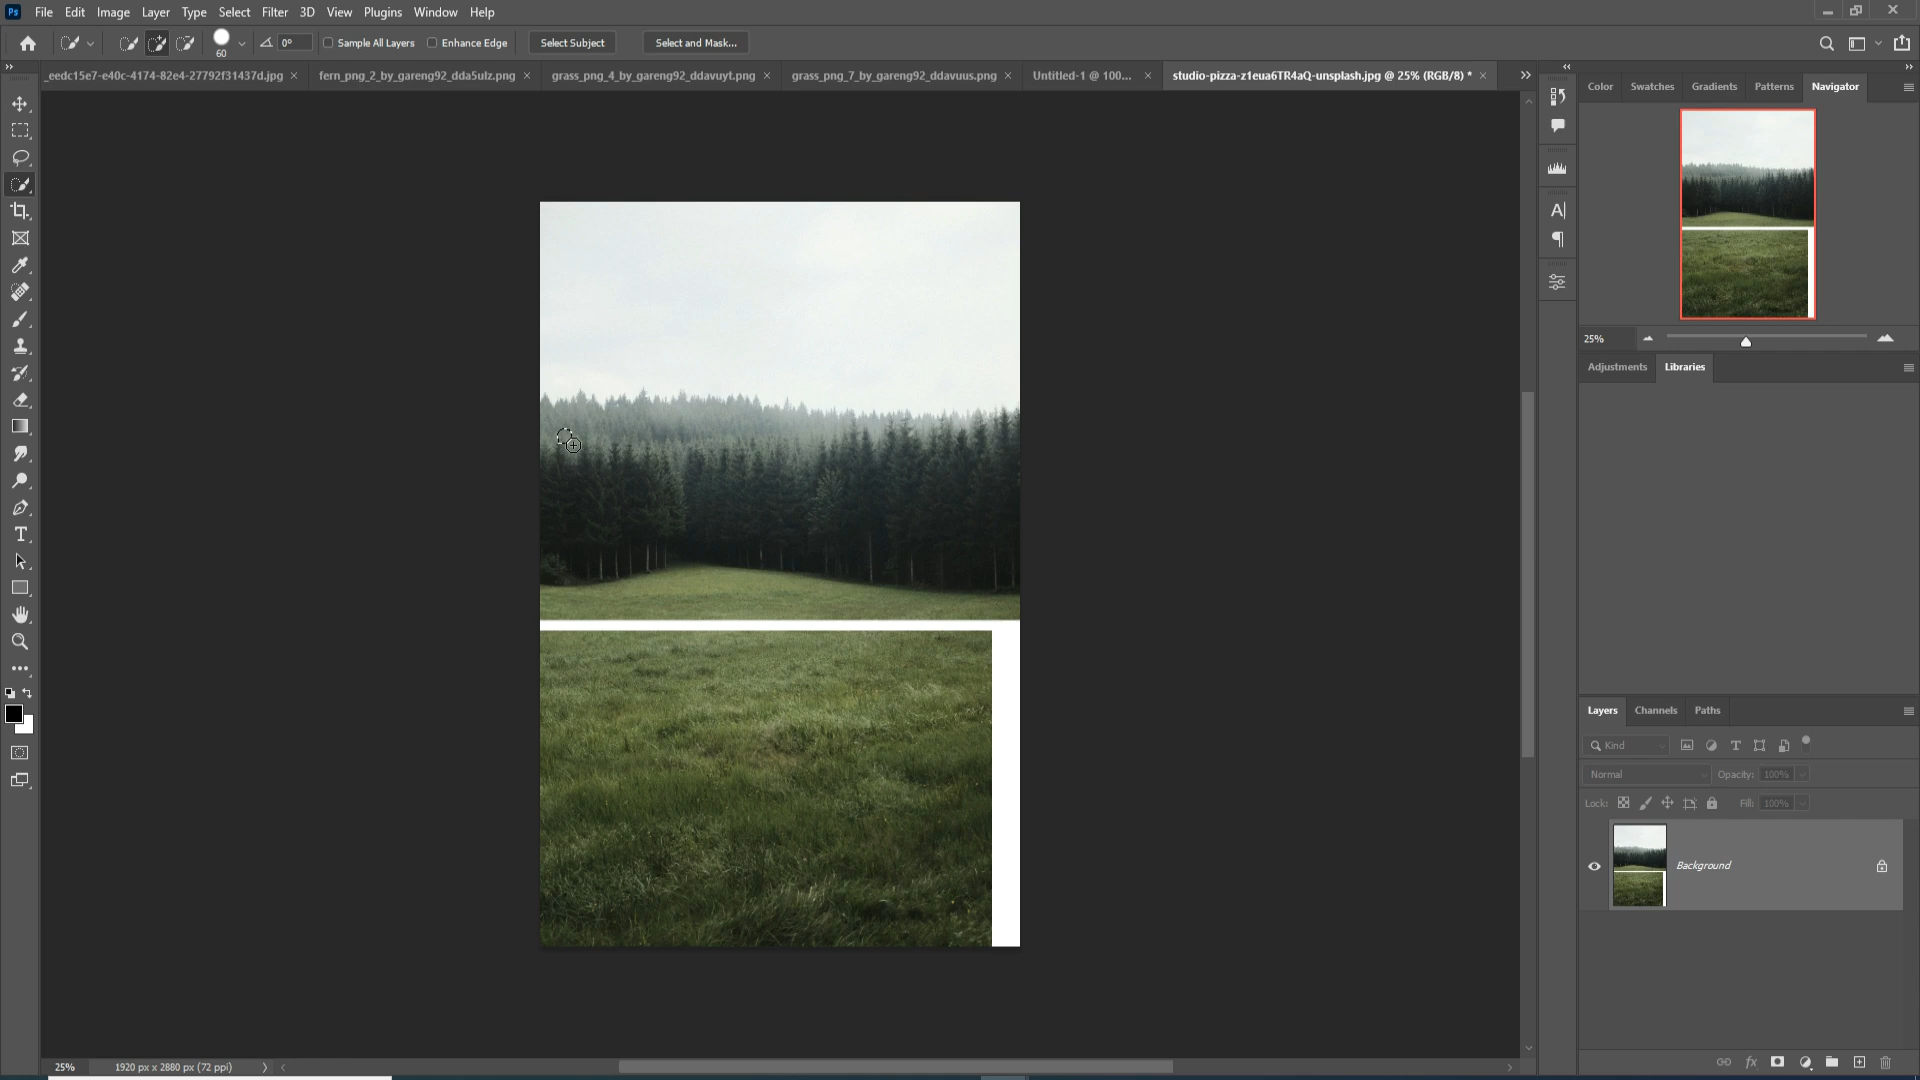 Ps File Edit Image Layer Type Select Filter 3D View Plugins Window Help
60 0° Sample All Layers Enhance Edge Select Subject Select and Mask...
_eedc15e7-e40c-4174-82e4-27792f31437d.jpg × fern_png_2_by_gareng92_dda5ulz.png × grass_png_4_by_gareng92_ddavuyt.png × grass_png_7_by_gareng92_ddavuus.png × Untitled-1 @ 100... × studio-pizza-z1eua6TR4aQ-unsplash.jpg @ 25% (RGB/8) * ×
Color Swatches Gradients Patterns Navigator
25%
Adjustments Libraries
Layers Channels Paths
Kind
Normal Opacity: 100%
Lock: Fill: 100%
Background
25% 1920 px x 2880 px (72 ppi)